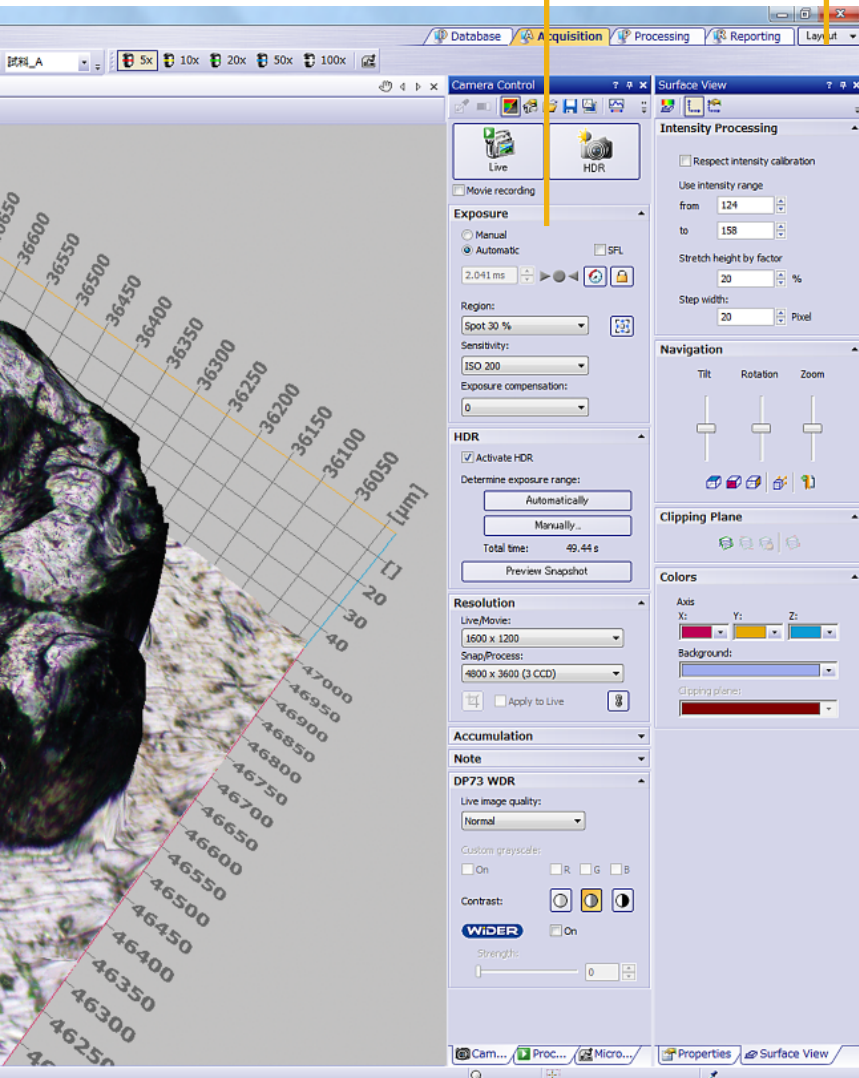 Database Acquisition Processing Reporting Layout
試料_A 5x 10x 20x 50x 100x
Camera Control
Live HDR
Movie recording
Exposure
Manual
Automatic SFL
2.041 ms
Region:
Spot 30 %
Sensitivity:
ISO 200
Exposure compensation:
0
HDR
Activate HDR
Determine exposure range:
Automatically
Manually..
Total time: 49.44 s
Preview Snapshot
Resolution
Live/Movie:
1600 x 1200
Snap/Process:
4800 x 3600 (3 CCD)
Apply to Live
Accumulation
Note
DP73 WDR
Live image quality:
Normal
Custom grayscale:
On R G B
Contrast:
WiDER On
Strength:
0
Cam... Proc... Micro...
Surface View
Intensity Processing
Respect intensity calibration
Use intensity range
from 124
to 158
Stretch height by factor
20 %
Step width:
20 Pixel
Navigation
Tilt Rotation Zoom
Clipping Plane
Colors
Axis
X: Y: Z:
Background:
Clipping plane:
Properties Surface View
36600
36550
36500
36450
36400
36350
36300
36250
36200
36150
36100
36050
[µm]
[]
20
30
40
47000
46950
46900
46850
46800
46750
46700
46650
46600
46550
46500
46450
46400
46350
46300
46250